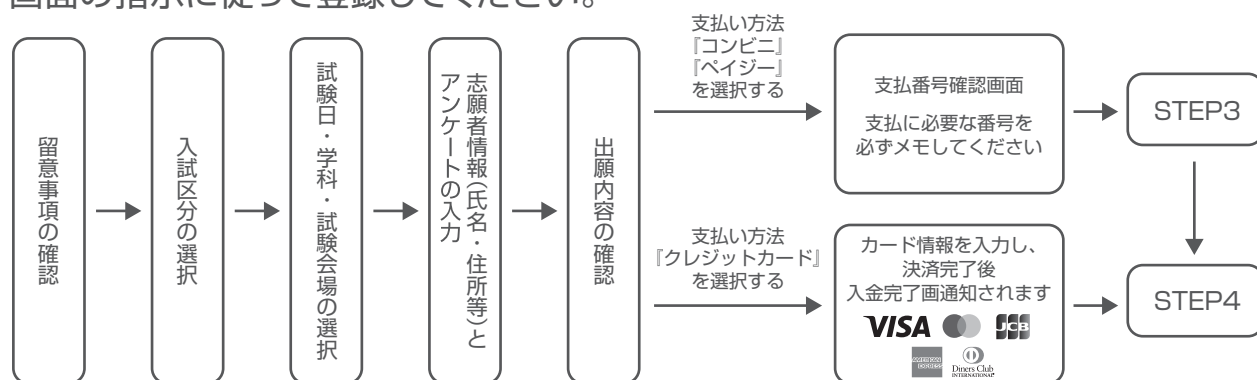 画面の指示に従って登録してください。
留意事項の確認
入試区分の選択
試験日・学科・試験会場の選択
志願者情報(氏名・住所等)と
アンケートの入力
出願内容の確認
支払い方法
『コンビニ』
『ペイジー』
を選択する
支払番号確認画面
支払に必要な番号を
必ずメモしてください
STEP3
支払い方法
『クレジットカード』
を選択する
カード情報を入力し、
決済完了後
入金完了画通知されます
VISA
JCB
AMERICAN
EXPRESS
Diners Club
INTERNATIONAL
STEP4